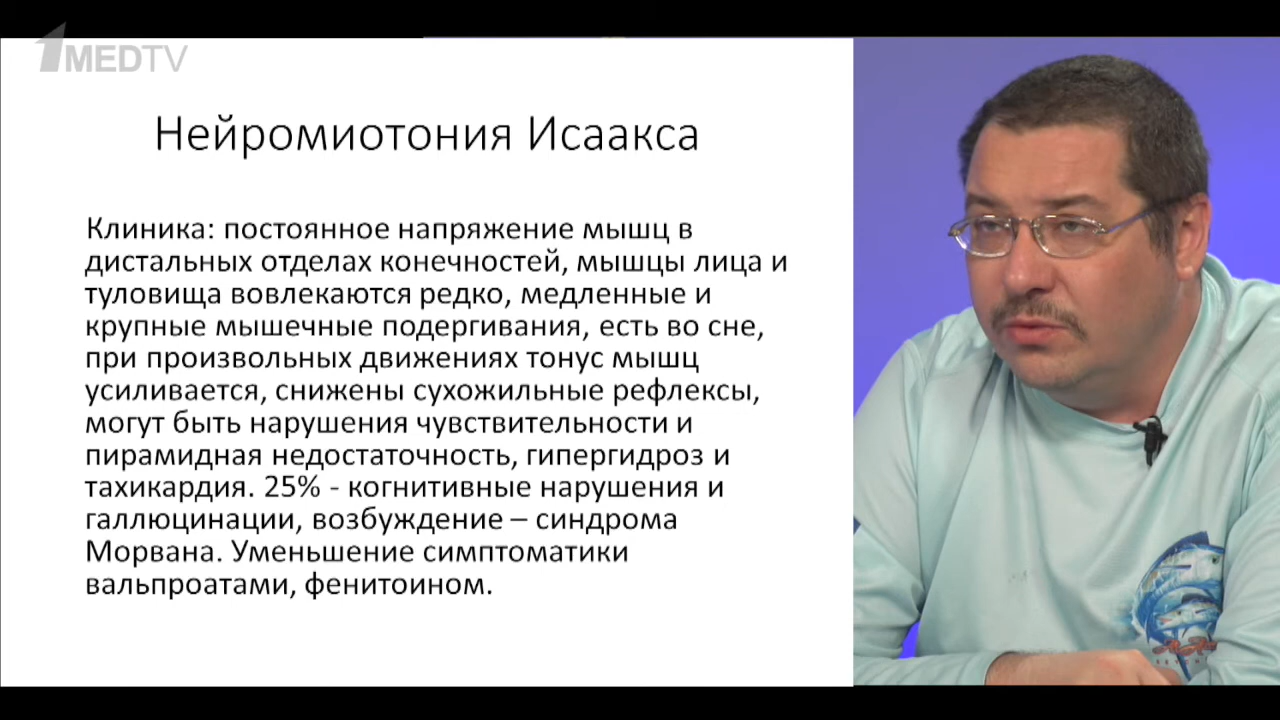 1MEDTV
Нейромиотония Исаакса
Клиника: постоянное напряжение мышц в
дистальных отделах конечностей, мышцы лица и
туловища вовлекаются редко, медленные и
крупные мышечные подергивания, есть во сне,
при произвольных движениях тонус мышц
усиливается, снижены сухожильные рефлексы,
могут быть нарушения чувствительности и
пирамидная недостаточность, гипергидроз и
тахикардия. 25% - когнитивные нарушения и
галлюцинации, возбуждение – синдрома
Морвана. Уменьшение симптоматики
вальпроатами, фенитоином.